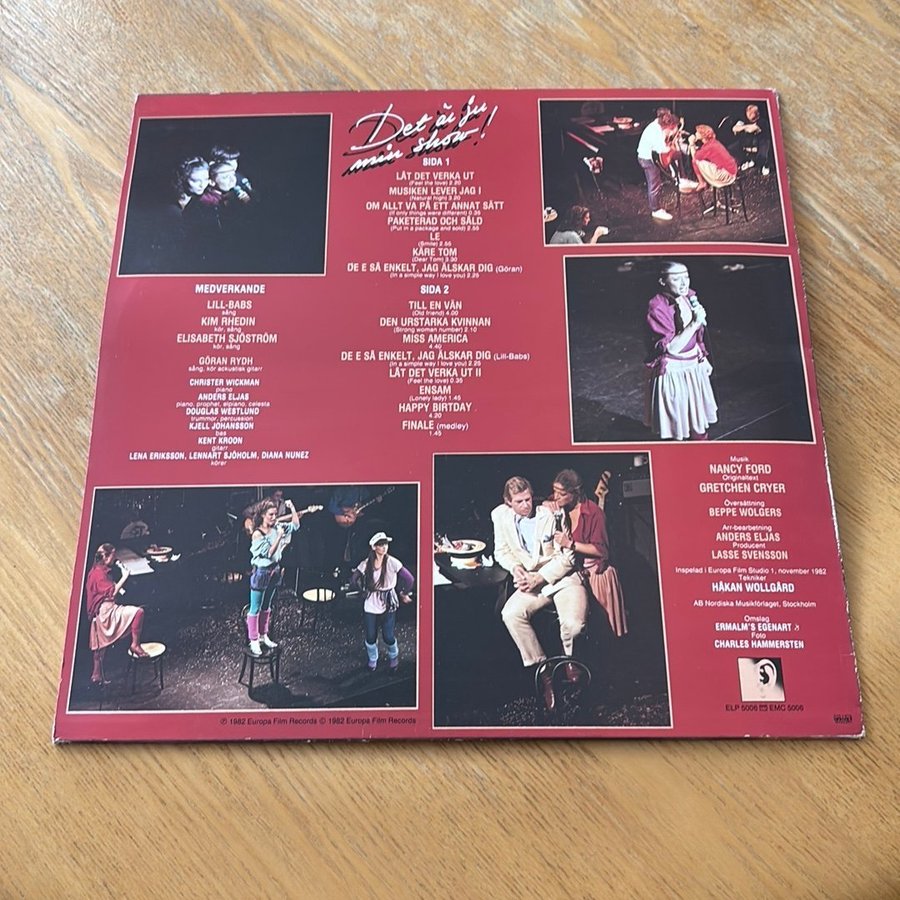 Det är ju
min show!
SIDA 1
LÅT DET VERKA UT
(Feel the love) 2.20
MUSIKEN LEVER JAG I
(Natural high) 3.20
OM ALLT VA PÅ ETT ANNAT SÄTT
(If only things were different) 0.35
PAKETERAD OCH SÅLD
(Put in a package and sold) 2.55
LE
(Smile) 2.55
KÄRE TOM
(Dear Tom) 3.30
DE E SÅ ENKELT, JAG ÄLSKAR DIG (Göran)
(In a simple way I love you) 2.25
SIDA 2
TILL EN VÄN
(Old friend) 4.00
DEN URSTARKA KVINNAN
(Strong woman number) 2.10
MISS AMERICA
4.40
DE E SÅ ENKELT, JAG ÄLSKAR DIG (Lill-Babs)
(In a simple way I love you) 2.25
LÅT DET VERKA UT II
(Feel the love) 0.35
ENSAM
(Lonely lady) 1.45
HAPPY BIRTDAY
4.20
FINALE (medley)
1.45
MEDVERKANDE
LILL-BABS
sång
KIM RHEDIN
kör, sång
ELISABETH SJÖSTRÖM
kör, sång
GÖRAN RYDH
sång, kör ackustisk gitarr
CHRISTER WICKMAN
piano
ANDERS ELJAS
piano, prophet, elpiano, celesta
DOUGLAS WESTLUND
trummor, percussion
KJELL JOHANSSON
bas
KENT KROON
gitarr
LENA ERIKSSON, LENNART SJÖHOLM, DIANA NUNEZ
körer
Musik
NANCY FORD
Originaltext
GRETCHEN CRYER
Översättning
BEPPE WOLGERS
Arr-bearbetning
ANDERS ELJAS
Producent
LASSE SVENSSON
Inspelad i Europa Film Studio 1, november 1982
Tekniker
HÅKAN WOLLGÅRD
AB Nordiska Musikförlaget, Stockholm
Omslag
ERMALM'S EGENART
Foto
CHARLES HAMMERSTEN
ELP 5006 EMC 5006
℗ 1982 Europa Film Records © 1982 Europa Film Records